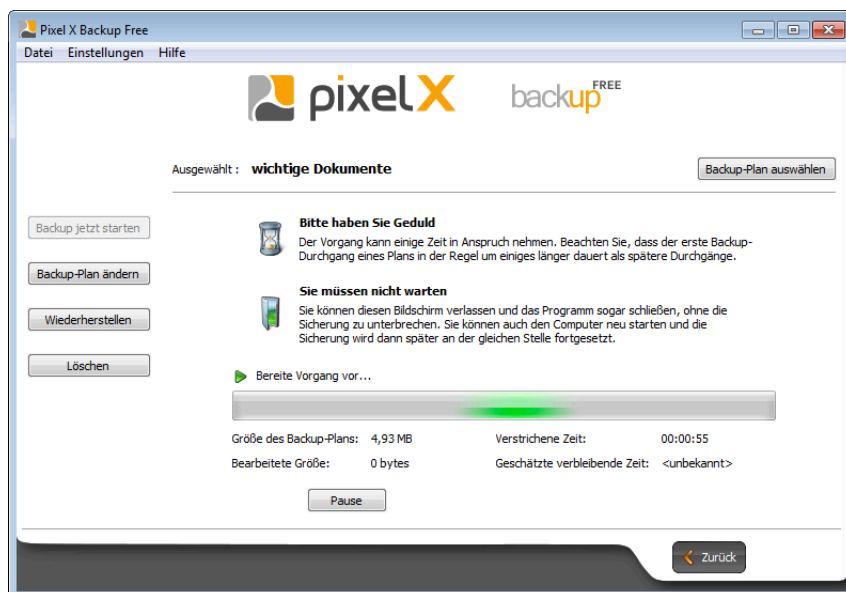 Pixel X Backup Free
Datei Einstellungen Hilfe
pixelX backup FREE
Ausgewählt : wichtige Dokumente
Backup-Plan auswählen
Backup jetzt starten
Backup-Plan ändern
Wiederherstellen
Löschen
Bitte haben Sie Geduld
Der Vorgang kann einige Zeit in Anspruch nehmen. Beachten Sie, dass der erste Backup-
Durchgang eines Plans in der Regel um einiges länger dauert als spätere Durchgänge.
Sie müssen nicht warten
Sie können diesen Bildschirm verlassen und das Programm sogar schließen, ohne die
Sicherung zu unterbrechen. Sie können auch den Computer neu starten und die
Sicherung wird dann später an der gleichen Stelle fortgesetzt.
Bereite Vorgang vor...
Größe des Backup-Plans: 4,93 MB Verstrichene Zeit: 00:00:55
Bearbeitete Größe: 0 bytes Geschätzte verbleibende Zeit: <unbekannt>
Pause
Zurück